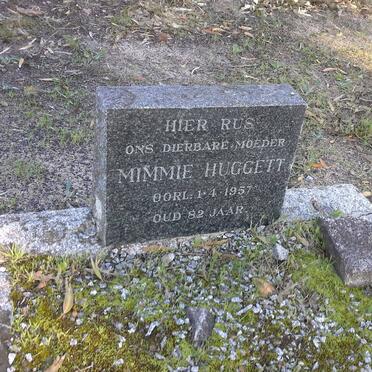 HIER RUS
ONS DIERBARE MOEDER
MIMMIE HUGGETT
OORL. 1-4-1957
OUD 82 JAAR